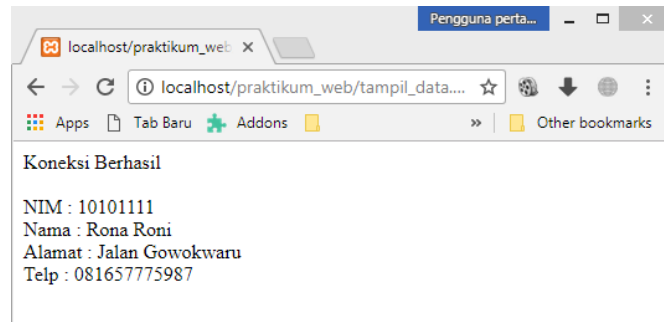 Pengguna perta...
localhost/praktikum_web
localhost/praktikum_web/tampil_data....
Apps Tab Baru Addons » Other bookmarks
Koneksi Berhasil
NIM : 10101111
Nama : Rona Roni
Alamat : Jalan Gowokwaru
Telp : 081657775987